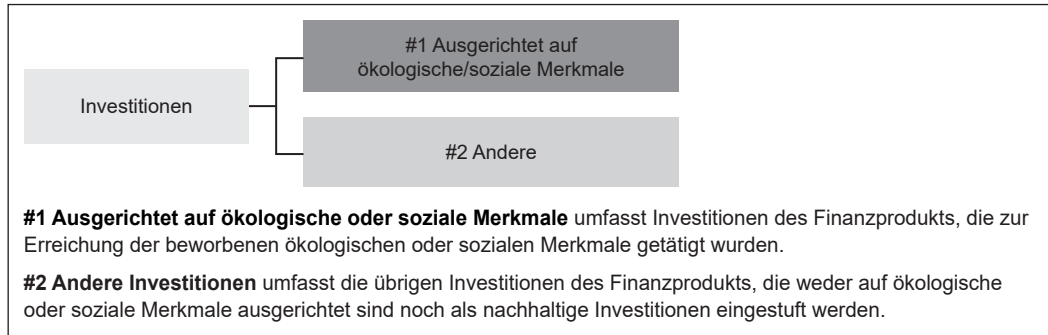 #1 Ausgerichtet auf
ökologische/soziale Merkmale
Investitionen
#2 Andere
#1 Ausgerichtet auf ökologische oder soziale Merkmale umfasst Investitionen des Finanzprodukts, die zur
Erreichung der beworbenen ökologischen oder sozialen Merkmale getätigt wurden.
#2 Andere Investitionen umfasst die übrigen Investitionen des Finanzprodukts, die weder auf ökologische
oder soziale Merkmale ausgerichtet sind noch als nachhaltige Investitionen eingestuft werden.